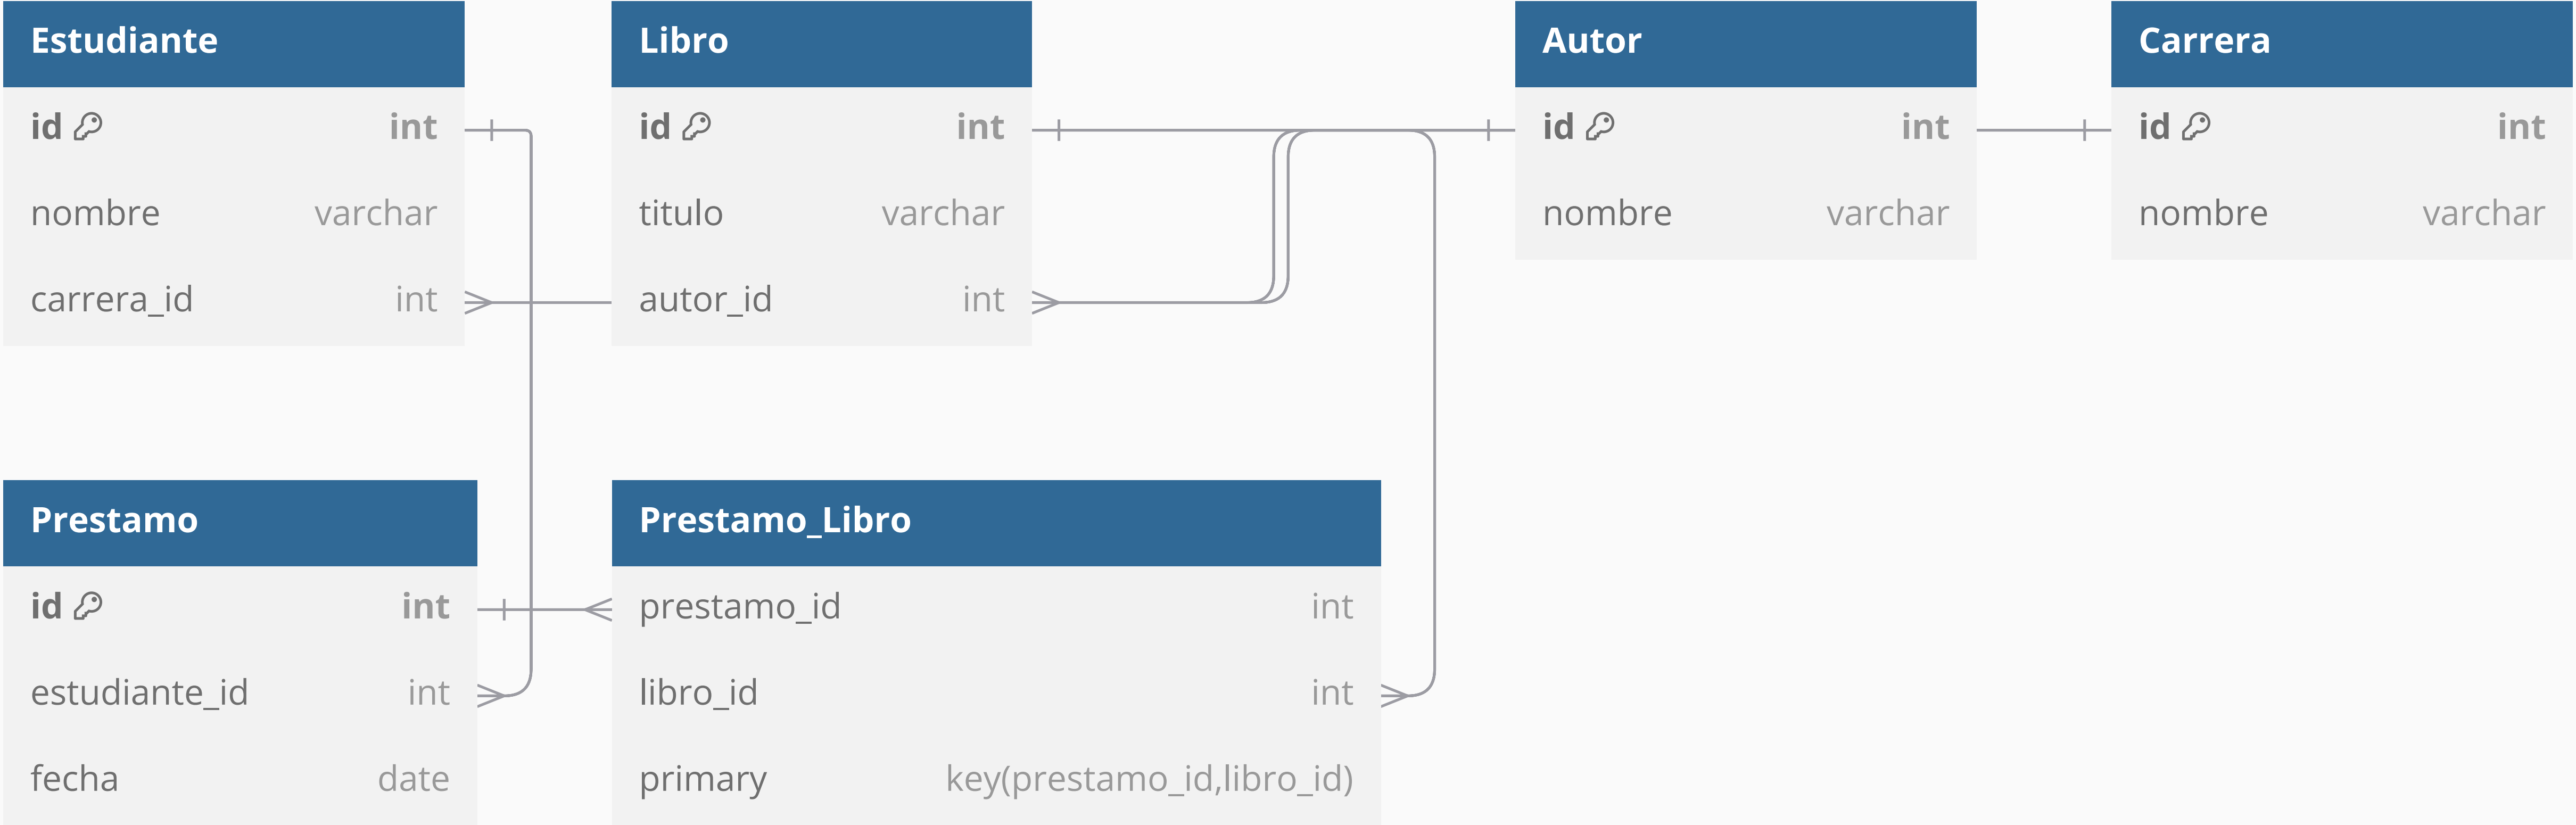 Estudiante
id int
nombre varchar
carrera_id int
Libro
id int
titulo varchar
autor_id int
Autor
id int
nombre varchar
Carrera
id int
nombre varchar
Prestamo
id int
estudiante_id int
fecha date
Prestamo_Libro
prestamo_id int
libro_id int
primary key(prestamo_id,libro_id)